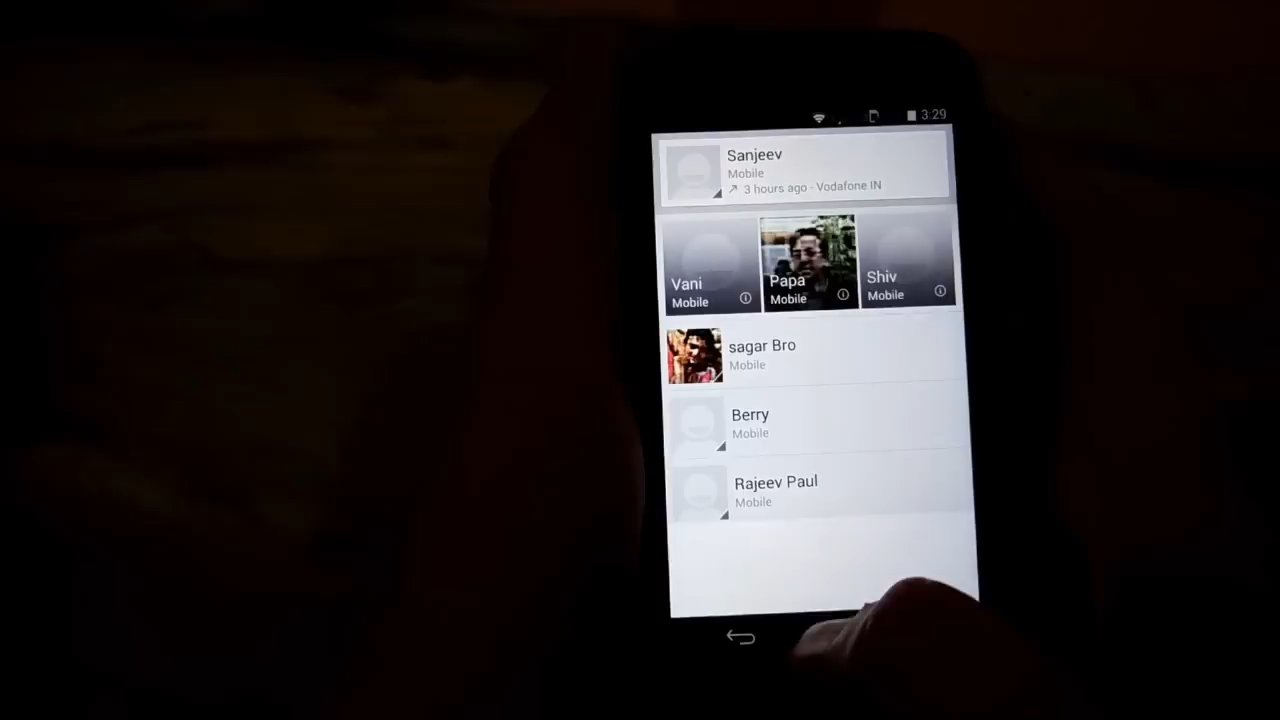 3:29
Sanjeev
Mobile
3 hours ago - Vodafone IN
Vani
Mobile
Papa
Mobile
Shiv
Mobile
sagar Bro
Mobile
Berry
Mobile
Rajeev Paul
Mobile